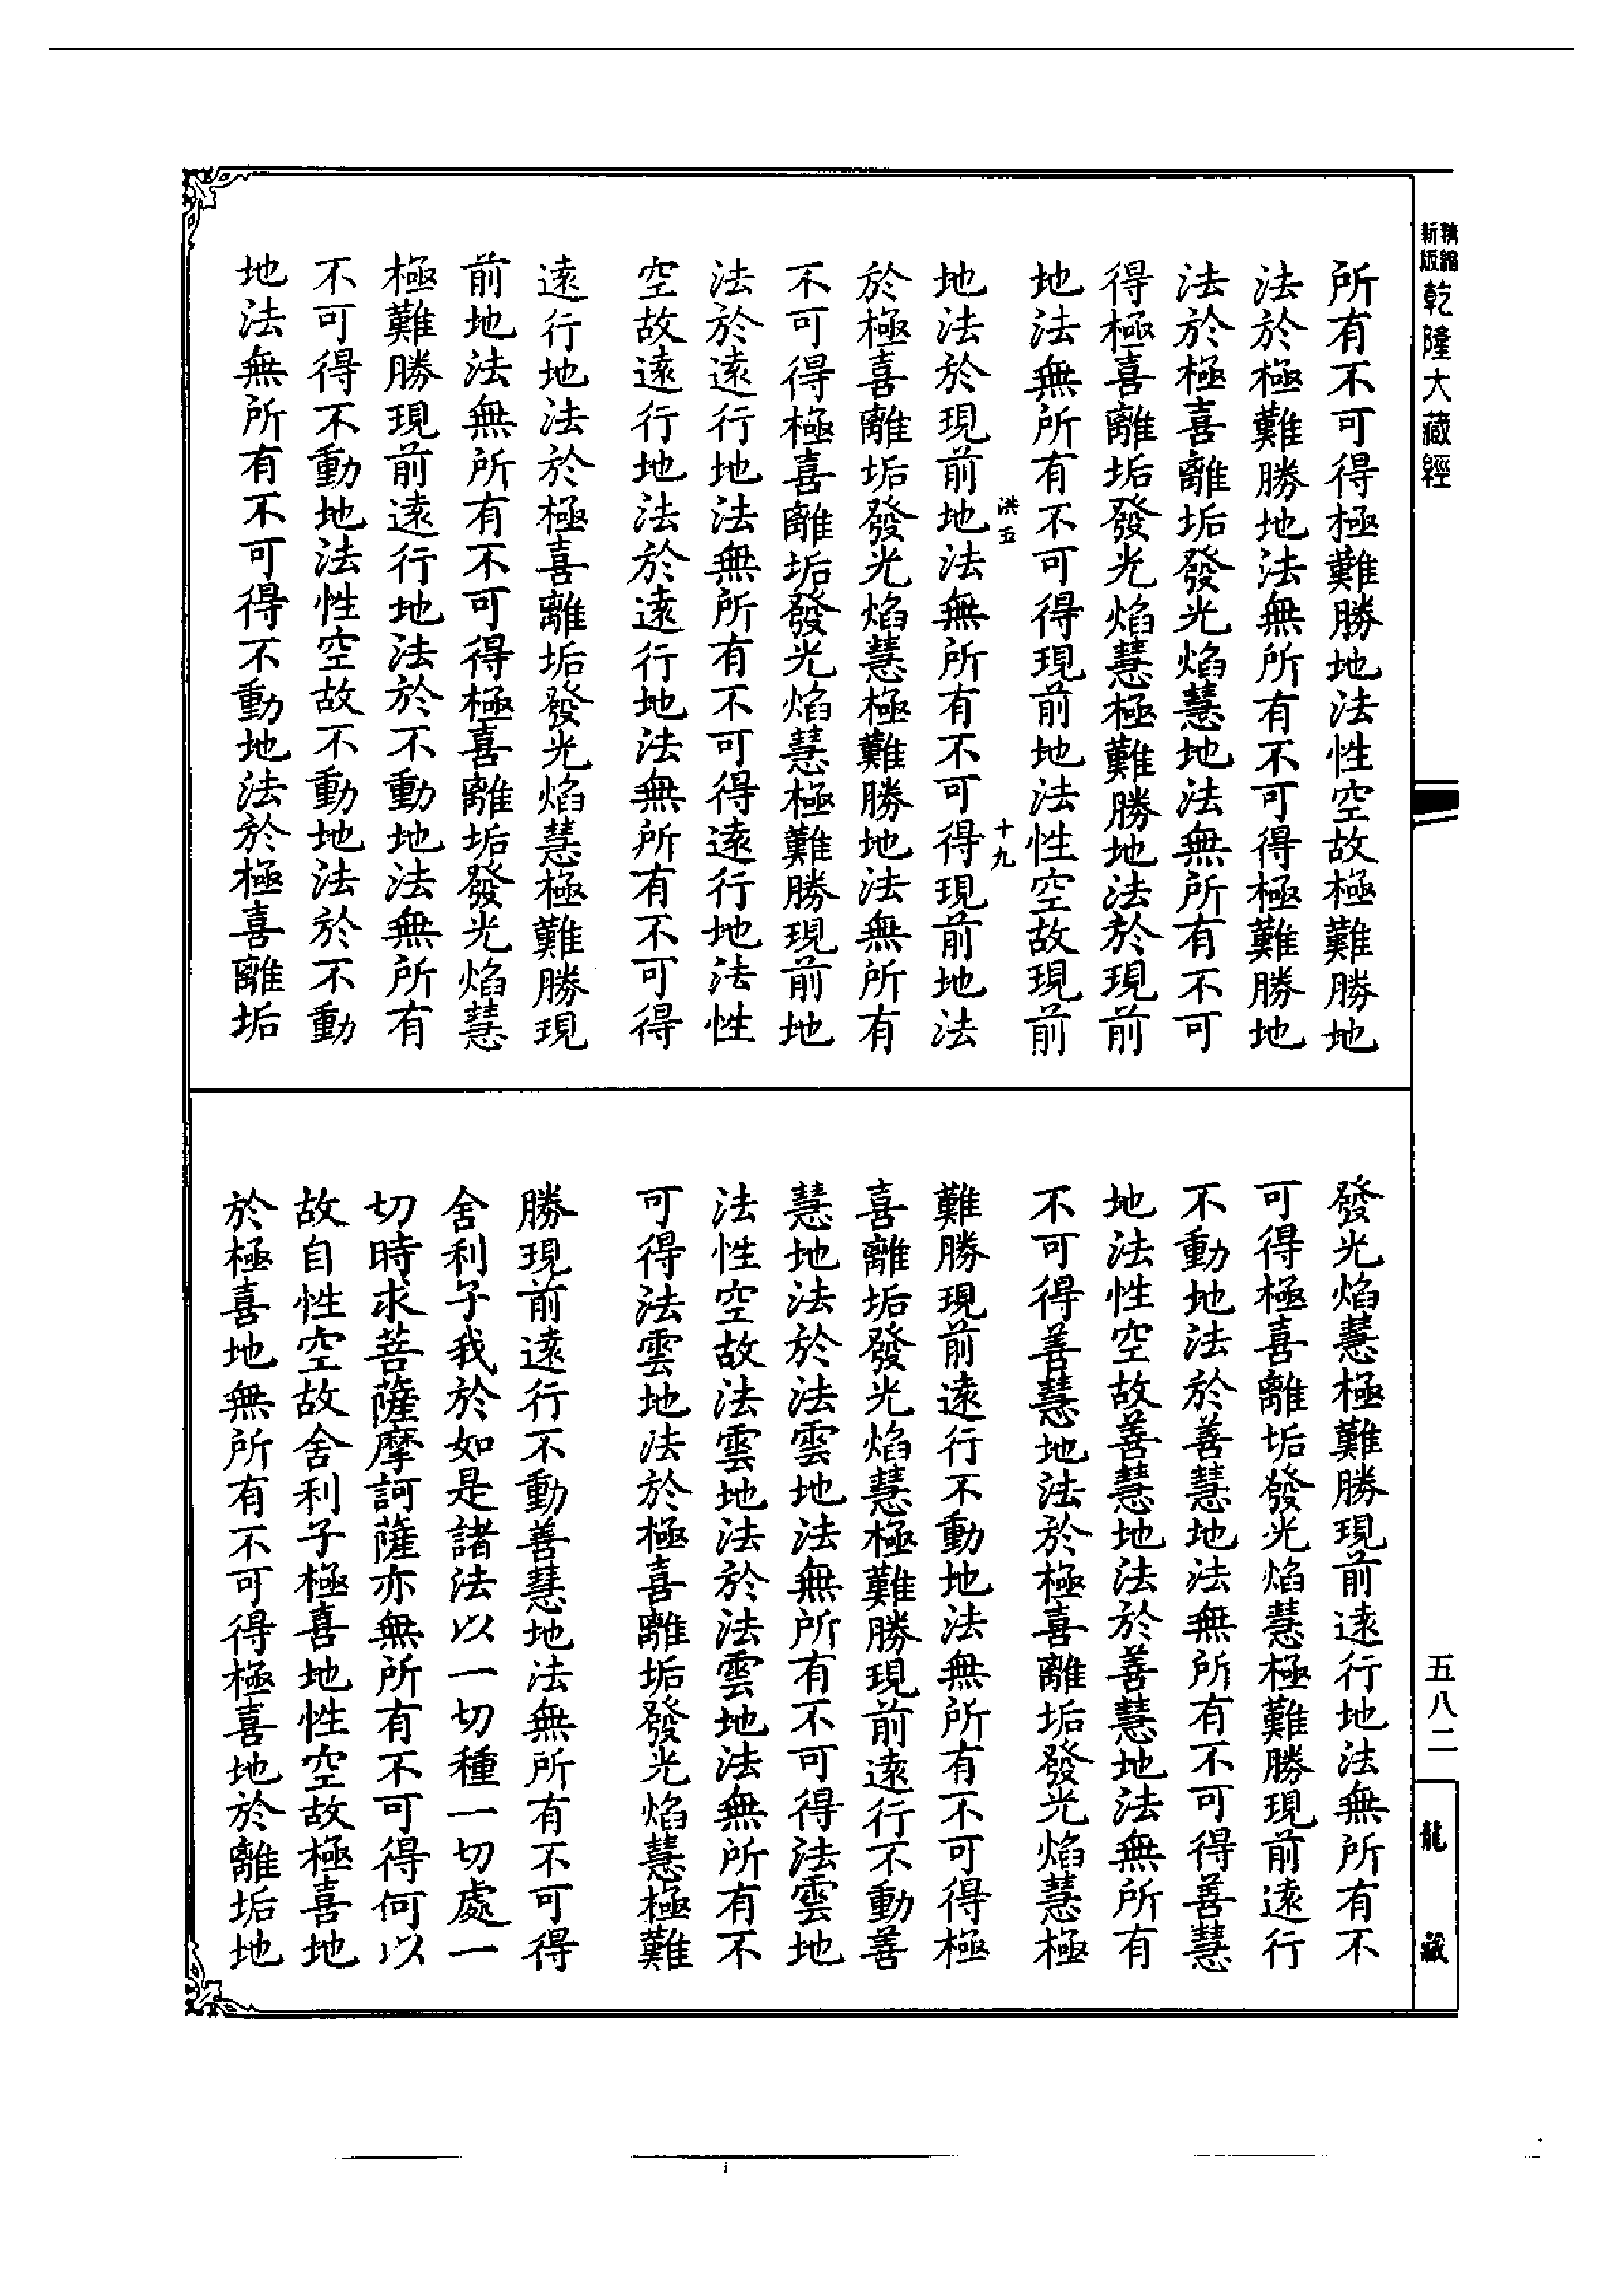 新版精縮乾隆大藏經
所有不可得極難勝地法性空故極難勝地
法於極難勝地法無所有不可得極難勝地
法於極喜離垢發光焰慧地法無所有不可
得極喜離垢發光焰慧極難勝地法於現前
地法無所有不可得現前地法性空故現前
洪五 十九
地法於現前地法無所有不可得現前地法
於極喜離垢發光焰慧極難勝地法無所有
不可得極喜離垢發光焰慧極難勝現前地
法於遠行地法無所有不可得遠行地法性
空故遠行地法於遠行地法無所有不可得
遠行地法於極喜離垢發光焰慧極難勝現
前地法無所有不可得極喜離垢發光焰慧
極難勝現前遠行地法於不動地法無所有
不可得不動地法性空故不動地法於不動
地法無所有不可得不動地法於極喜離垢
發光焰慧極難勝現前遠行地法無所有不
可得極喜離垢發光焰慧極難勝現前遠行
不動地法於善慧地法無所有不可得善慧
地法性空故善慧地法於善慧地法無所有
不可得善慧地法於極喜離垢發光焰慧極
難勝現前遠行不動地法無所有不可得極
喜離垢發光焰慧極難勝現前遠行不動善
慧地法於法雲地法無所有不可得法雲地
法性空故法雲地法於法雲地法無所有不
可得法雲地法於極喜離垢發光焰慧極難
勝現前遠行不動善慧地法無所有不可得
舍利子我於如是諸法以一切種一切處一
切時求菩薩摩訶薩亦無所有不可得何以
故自性空故舍利子極喜地性空故極喜地
於極喜地無所有不可得極喜地於離垢地
五八二
龍藏